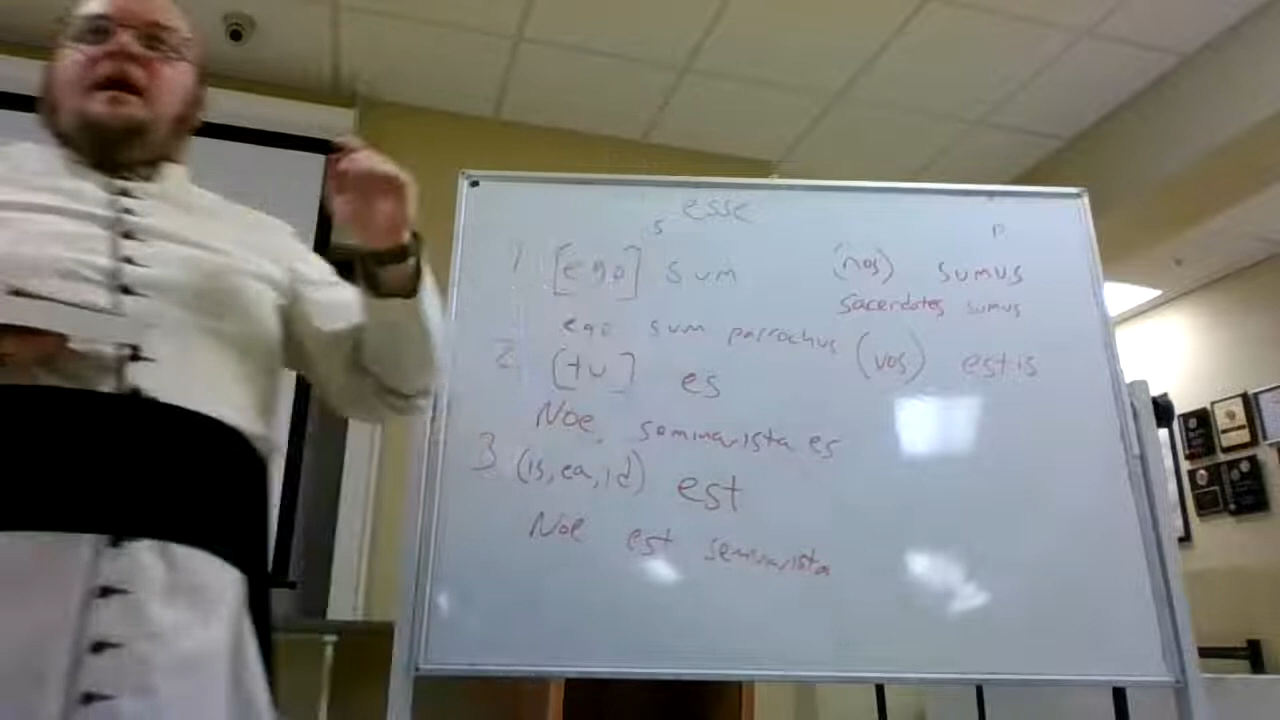 esse
s p
1 [ego] sum (nos) sumus
sacerdotes sumus
ego sum parrochus
2 [tu] es (vos) estis
Noe, seminarista es
3 (is, ea, id) est
Noe est seminarista